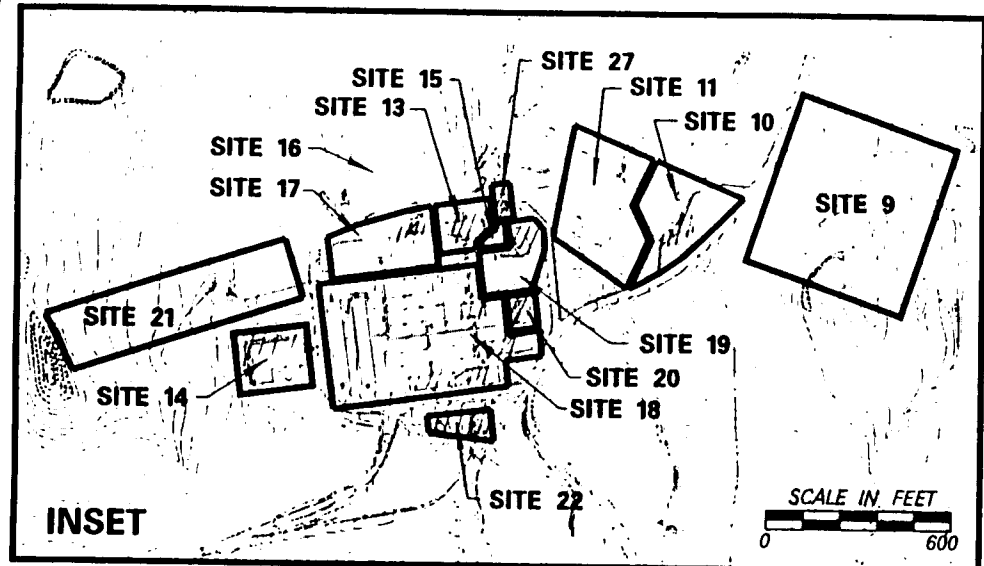 SITE 27
SITE 15
SITE 11
SITE 13
SITE 10
SITE 16
SITE 17
SITE 9
SITE 21
SITE 19
SITE 20
SITE 14
SITE 18
SITE 22
SCALE IN FEET
INSET
0 600